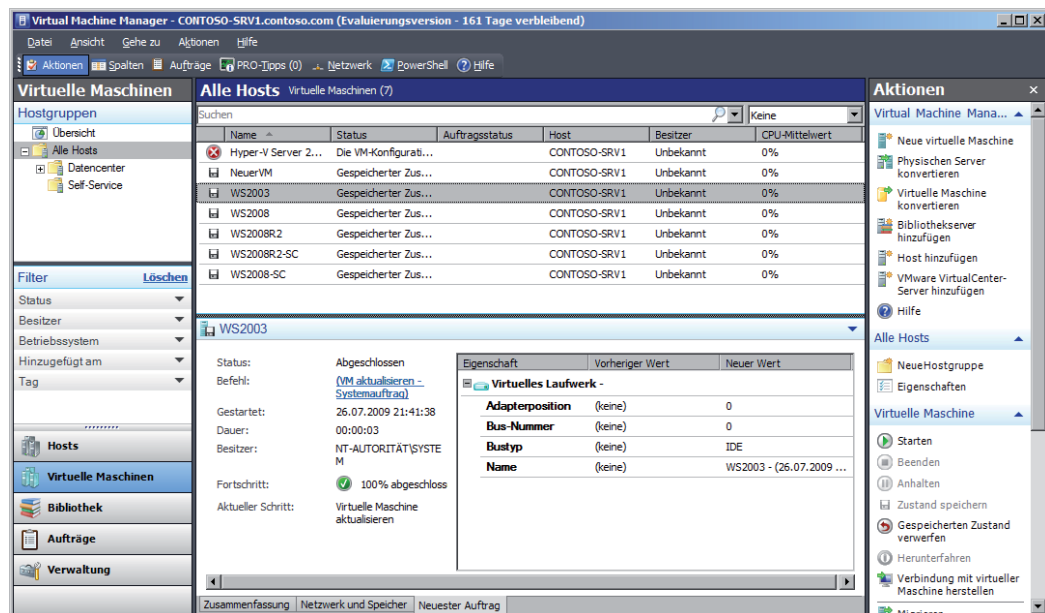 Virtual Machine Manager - CONTOSO-SRV1.contoso.com (Evaluierungsversion - 161 Tage verbleibend)
Datei Ansicht Gehe zu Aktionen Hilfe
Aktionen Spalten Aufträge PRO-Tipps (0) Netzwerk PowerShell Hilfe
Virtuelle Maschinen
Hostgruppen
Übersicht
Alle Hosts
Datencenter
Self-Service
Filter Löschen
Status
Besitzer
Betriebssystem
Hinzugefügt am
Tag
Hosts
Virtuelle Maschinen
Bibliothek
Aufträge
Verwaltung
Alle Hosts Virtuelle Maschinen (7)
Suchen Keine
Name Status Auftragsstatus Host Besitzer CPU-Mittelwert
Hyper-V Server 2... Die VM-Konfigurati... CONTOSO-SRV1 Unbekannt 0%
NeuerVM Gespeicherter Zus... CONTOSO-SRV1 Unbekannt 0%
WS2003 Gespeicherter Zus... CONTOSO-SRV1 Unbekannt 0%
WS2008 Gespeicherter Zus... CONTOSO-SRV1 Unbekannt 0%
WS2008R2 Gespeicherter Zus... CONTOSO-SRV1 Unbekannt 0%
WS2008R2-SC Gespeicherter Zus... CONTOSO-SRV1 Unbekannt 0%
WS2008-SC Gespeicherter Zus... CONTOSO-SRV1 Unbekannt 0%
WS2003
Status: Abgeschlossen
Befehl: (VM aktualisieren -
Systemauftrag)
Gestartet: 26.07.2009 21:41:38
Dauer: 00:00:03
Besitzer: NT-AUTORITÄT\SYSTE
M
Fortschritt: 100% abgeschloss
Aktueller Schritt: Virtuelle Maschine
aktualisieren
Eigenschaft Vorheriger Wert Neuer Wert
Virtuelles Laufwerk -
Adapterposition (keine) 0
Bus-Nummer (keine) 0
Bustyp (keine) IDE
Name (keine) WS2003 - (26.07.2009 ...
Zusammenfassung Netzwerk und Speicher Neuester Auftrag
Aktionen
Virtual Machine Mana...
Neue virtuelle Maschine
Physischen Server
konvertieren
Virtuelle Maschine
konvertieren
Bibliothekserver
hinzufügen
Host hinzufügen
VMware VirtualCenter-
Server hinzufügen
Hilfe
Alle Hosts
NeueHostgruppe
Eigenschaften
Virtuelle Maschine
Starten
Beenden
Anhalten
Zustand speichern
Gespeicherten Zustand
verwerfen
Herunterfahren
Verbindung mit virtueller
Maschine herstellen
Migrieren